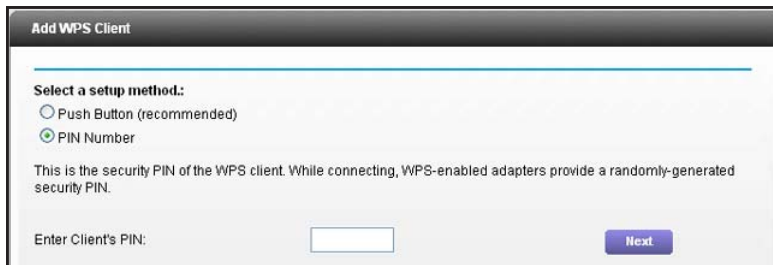 Add WPS Client
Select a setup method.:
Push Button (recommended)
PIN Number
This is the security PIN of the WPS client. While connecting, WPS-enabled adapters provide a randomly-generated
security PIN.
Enter Client's PIN:
Next